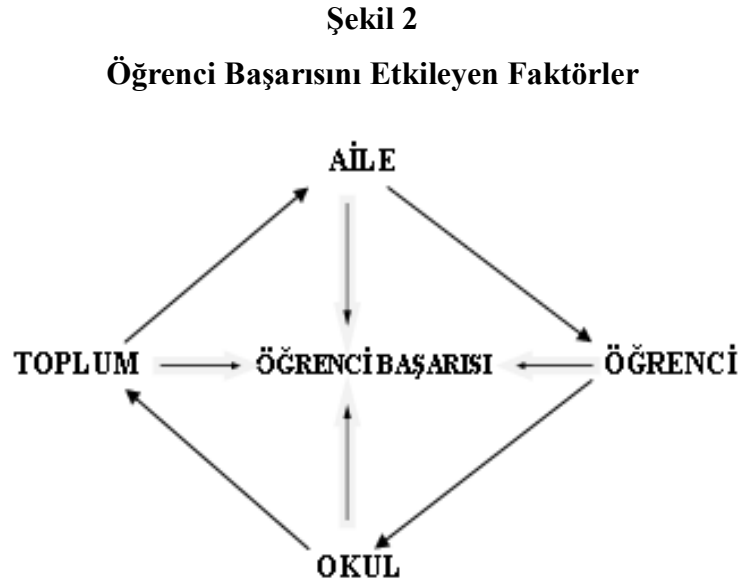 Şekil 2
Öğrenci Başarısını Etkileyen Faktörler
AİLE
TOPLUM ÖĞRENCİ BAŞARISI ÖĞRENCİ
OKUL